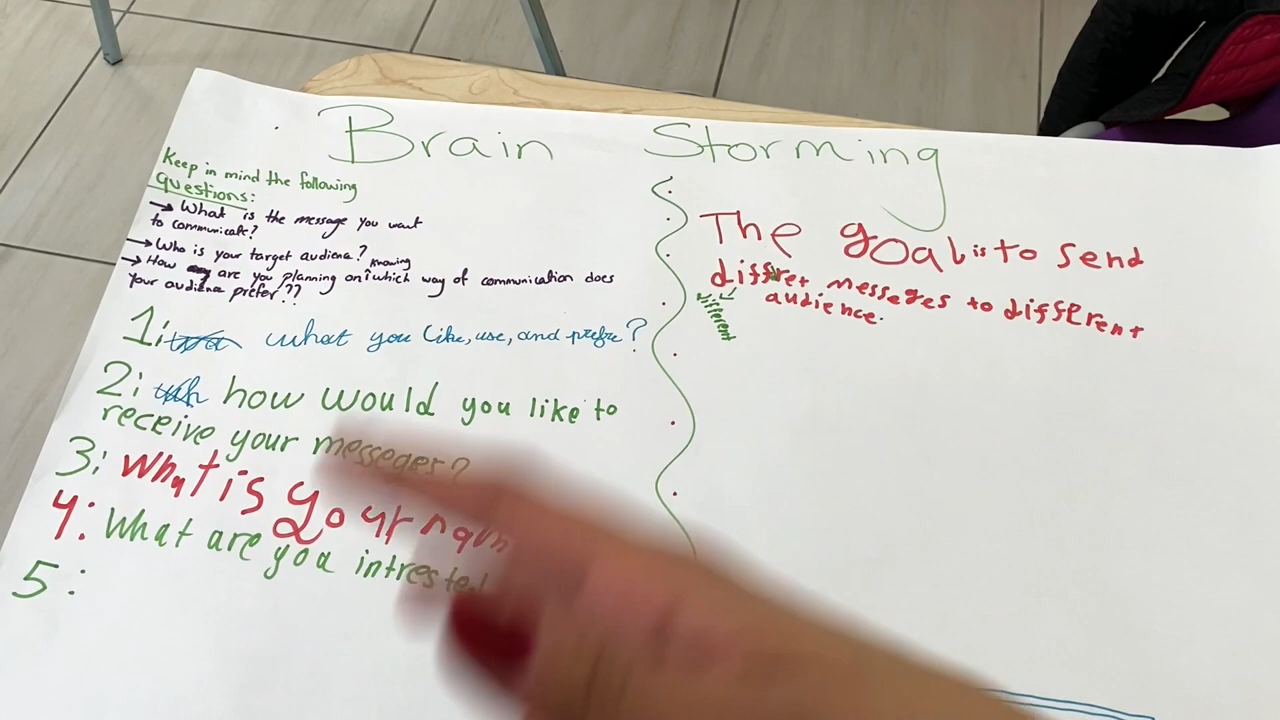 Brain Storming
Keep in mind the following
questions:
→ What is the message you want
to communicate?
→ Who is your target audience?
→ How are you planning on knowing which way of communication does
your audience prefer??
1: what you like, use, and prefre?
2: how would you like to
receive your messeges?
3: What is your
4: What are you intrested
5:
The goal is to send
diffret messeges to different
different
audience.